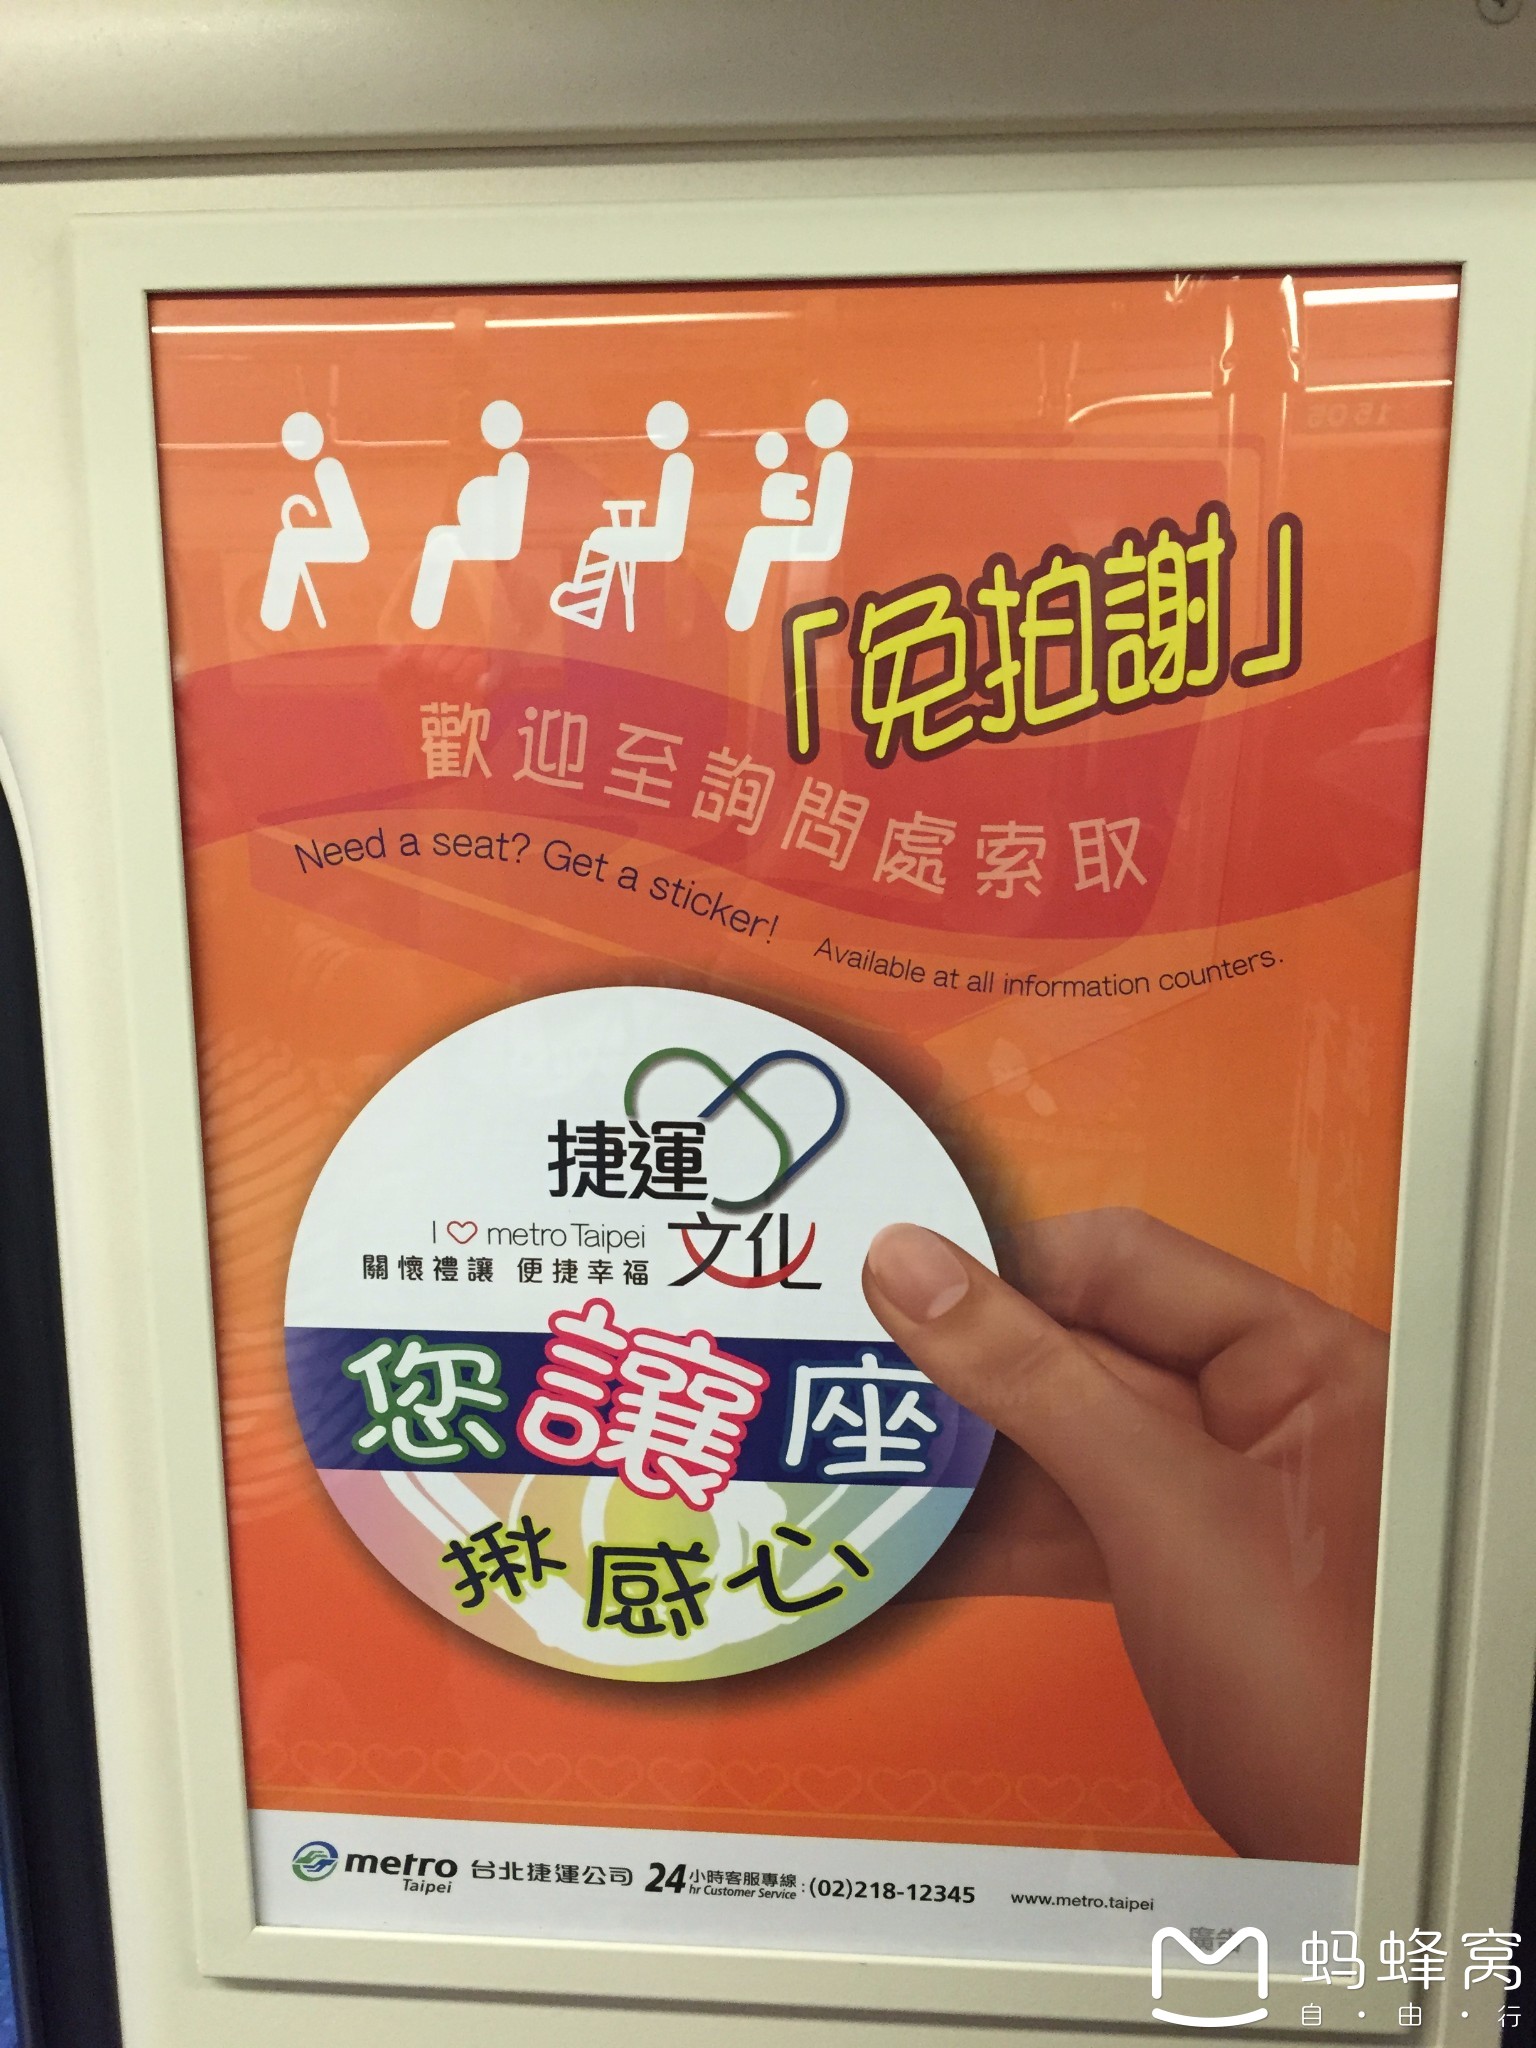 「免拍謝」
歡迎至詢問處索取
Need a seat? Get a sticker!
Available at all information counters.
捷運
文化
I ♡ metro Taipei
關懷禮讓 便捷幸福
您讓座
揪感心
metro Taipei 台北捷運公司 24小時客服專線:(02)218-12345 www.metro.taipei
hr Customer Service
廣告
蚂蜂窝
自·由·行